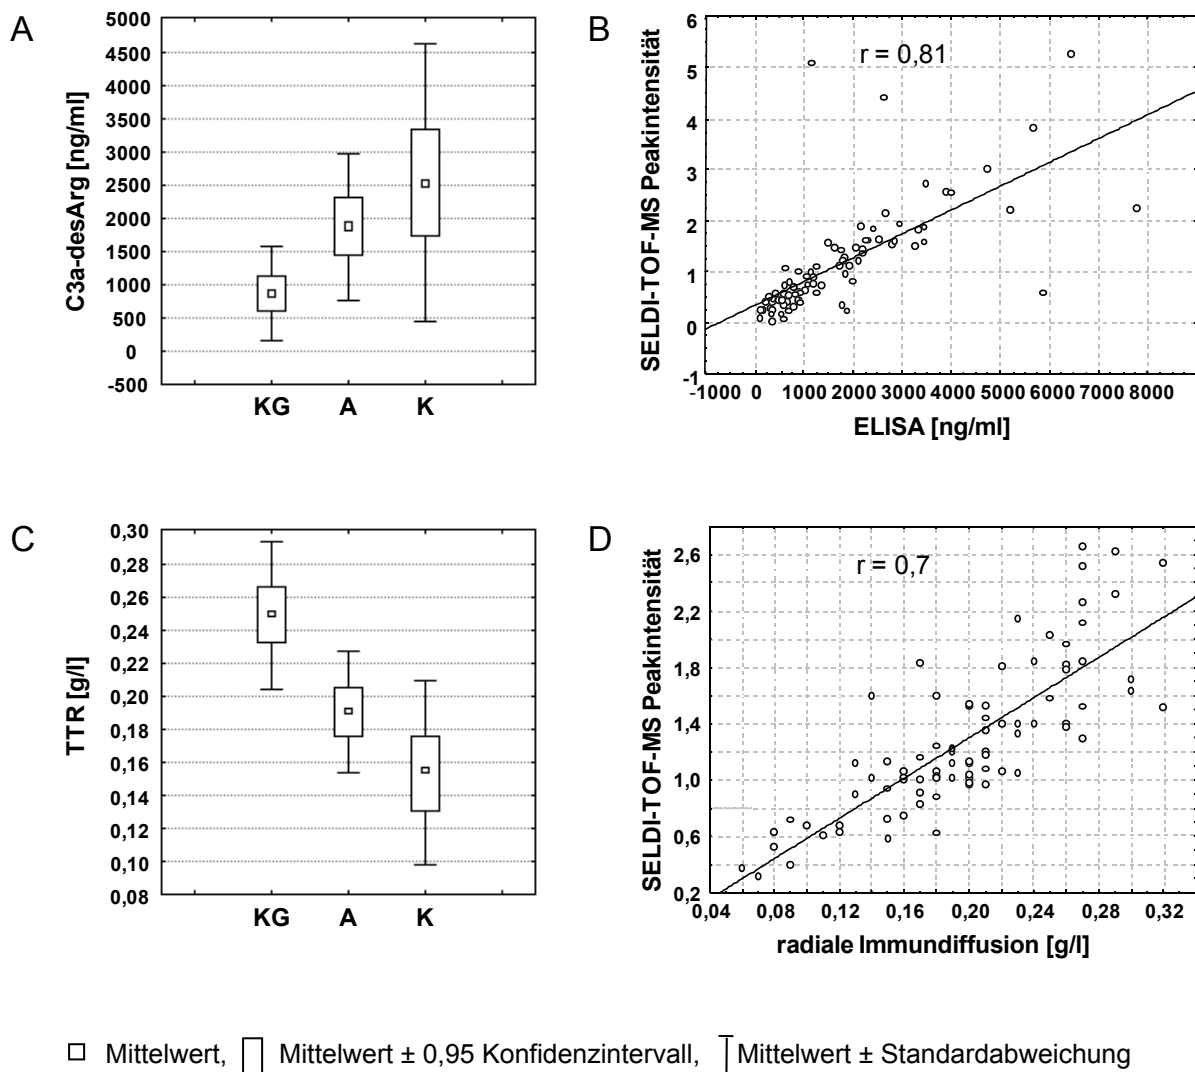 A
C3a-desArg [ng/ml]
5000
4500
4000
3500
3000
2500
2000
1500
1000
500
0
-500
KG A K
B
SELDI-TOF-MS Peakintensität
r = 0,81
6
5
4
3
2
1
0
-1
-1000 0 1000 2000 3000 4000 5000 6000 7000 8000
ELISA [ng/ml]
C
TTR [g/l]
0,30
0,28
0,26
0,24
0,22
0,20
0,18
0,16
0,14
0,12
0,10
0,08
KG A K
D
SELDI-TOF-MS Peakintensität
r = 0,7
2,6
2,2
1,8
1,4
1,0
0,6
0,2
0,04 0,08 0,12 0,16 0,20 0,24 0,28 0,32
radiale Immundiffusion [g/l]
Mittelwert, Mittelwert ± 0,95 Konfidenzintervall, Mittelwert ± Standardabweichung